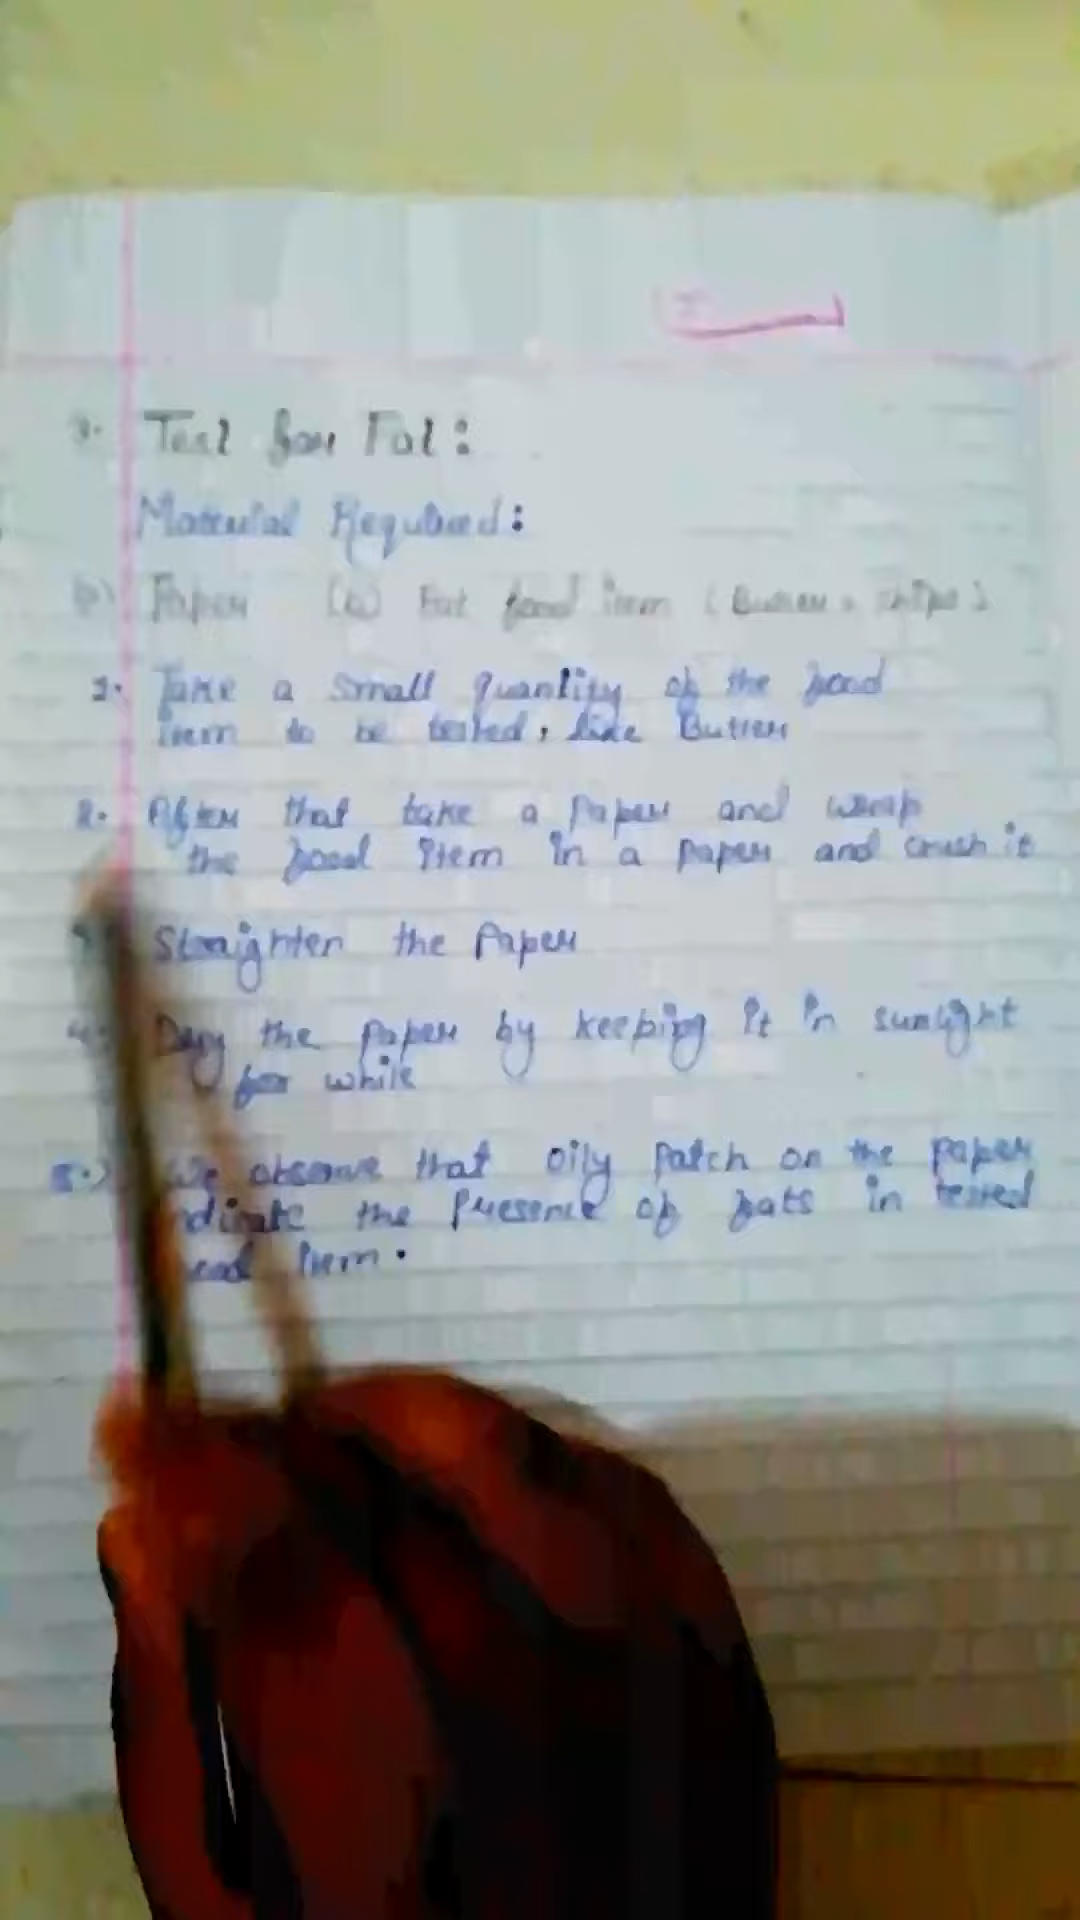 3. Test for Fat:
Material Required:
(a) Paper (b) Fat food item (Butter, chips)
1. Take a small quantity of the food
item to be tested, like Butter
2. After that take a Paper and wrap
the food item in a paper and crush it
Straighten the Paper
4. Dry the paper by keeping it in sunlight
for while
5.) We observe that oily patch on the paper
the presence of fats in tested
item.